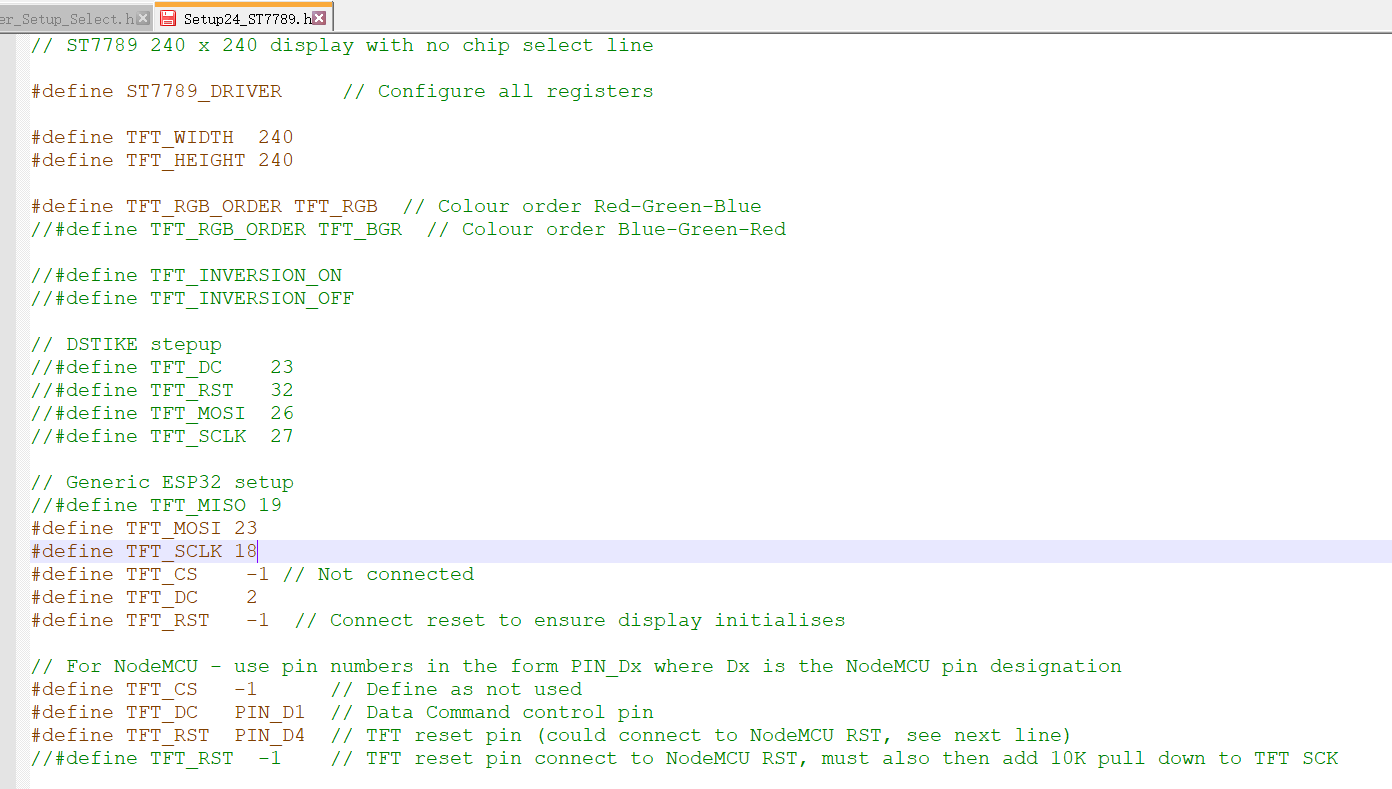 er_Setup_Select.h
Setup24_ST7789.h
// ST7789 240 x 240 display with no chip select line
#define ST7789_DRIVER     // Configure all registers
#define TFT_WIDTH  240
#define TFT_HEIGHT 240
#define TFT_RGB_ORDER TFT_RGB  // Colour order Red-Green-Blue
//#define TFT_RGB_ORDER TFT_BGR  // Colour order Blue-Green-Red
//#define TFT_INVERSION_ON
//#define TFT_INVERSION_OFF
// DSTIKE stepup
//#define TFT_DC    23
//#define TFT_RST   32
//#define TFT_MOSI  26
//#define TFT_SCLK  27
// Generic ESP32 setup
//#define TFT_MISO 19
#define TFT_MOSI 23
#define TFT_SCLK 18
#define TFT_CS    -1 // Not connected
#define TFT_DC    2
#define TFT_RST   -1  // Connect reset to ensure display initialises
// For NodeMCU - use pin numbers in the form PIN_Dx where Dx is the NodeMCU pin designation
#define TFT_CS   -1      // Define as not used
#define TFT_DC   PIN_D1  // Data Command control pin
#define TFT_RST  PIN_D4  // TFT reset pin (could connect to NodeMCU RST, see next line)
//#define TFT_RST  -1    // TFT reset pin connect to NodeMCU RST, must also then add 10K pull down to TFT SCK